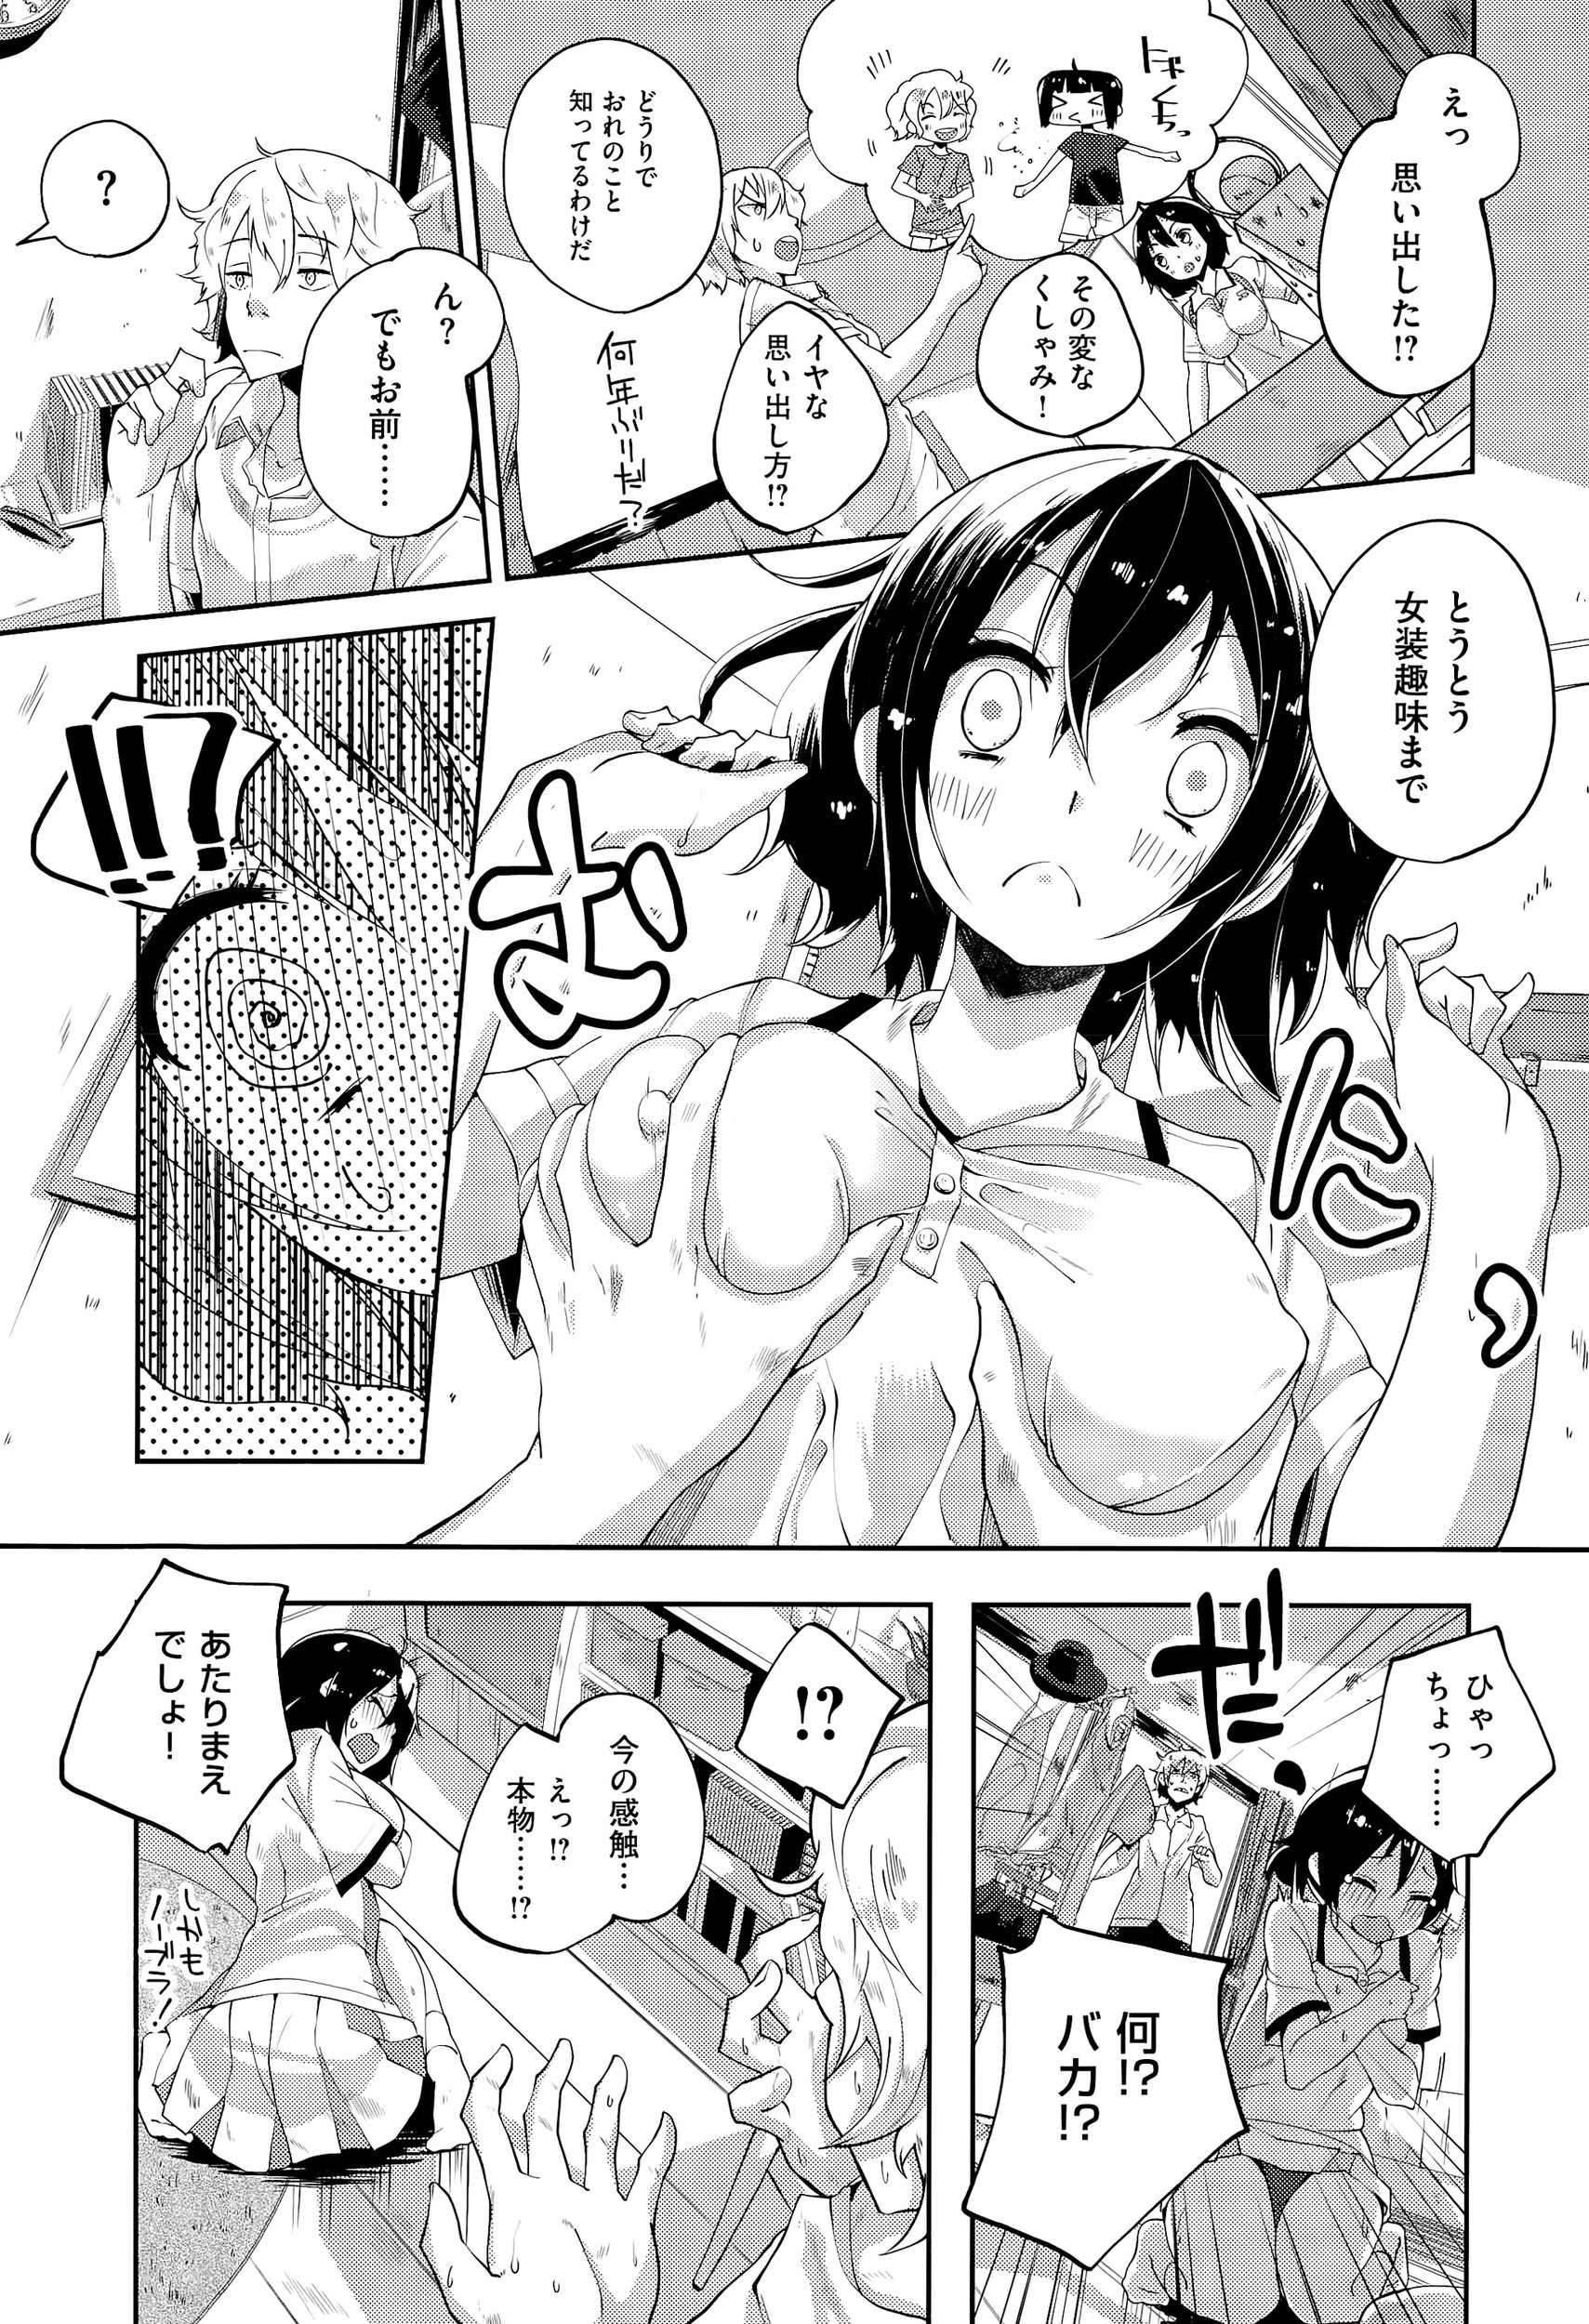 えっ
思い出した!?
トギくちっ
その変な
くしゃみ!
イヤな
思い出し方!?
どうりで
おれのこと
知ってるわけだ
何年ぶりだ?
ん?
でもお前……
?
とうとう
女装趣味まで
むに、
!!?
ひゃっ
ちょっ……
ダッ
何!?
バカ!?
!?
今の感触…
えっ!?
本物……!?
あたりまえ
でしょ!
しかも
ノーブラ!